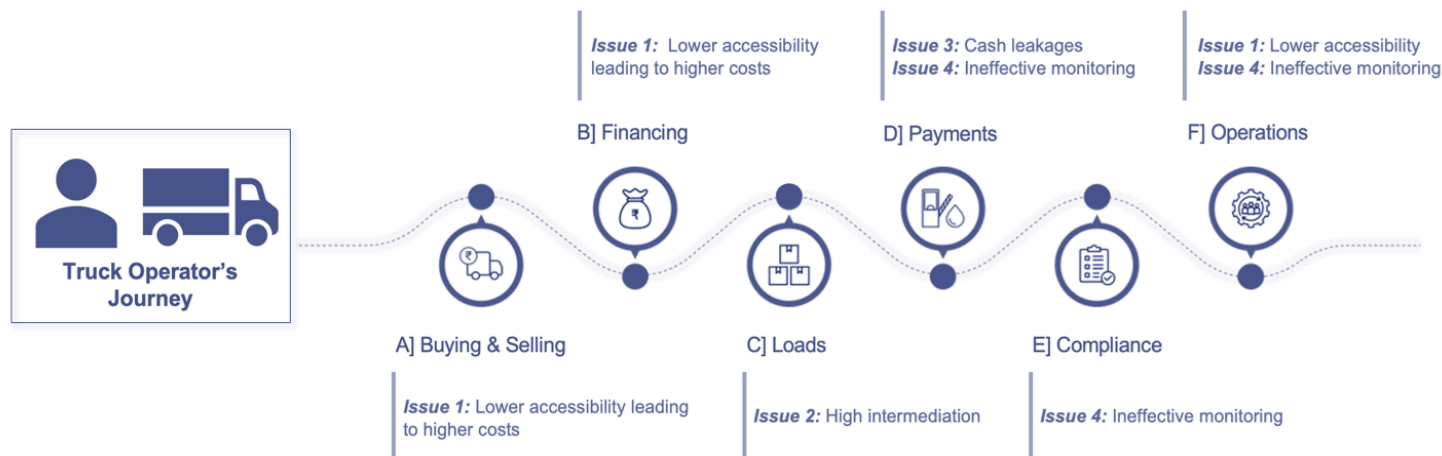 Truck Operator's
Journey
A] Buying & Selling
Issue 1: Lower accessibility leading
to higher costs
Issue 1: Lower accessibility
leading to higher costs
B] Financing
₹
C] Loads
Issue 2: High intermediation
Issue 3: Cash leakages
Issue 4: Ineffective monitoring
D] Payments
E] Compliance
Issue 4: Ineffective monitoring
Issue 1: Lower accessibility
Issue 4: Ineffective monitoring
F] Operations
₹